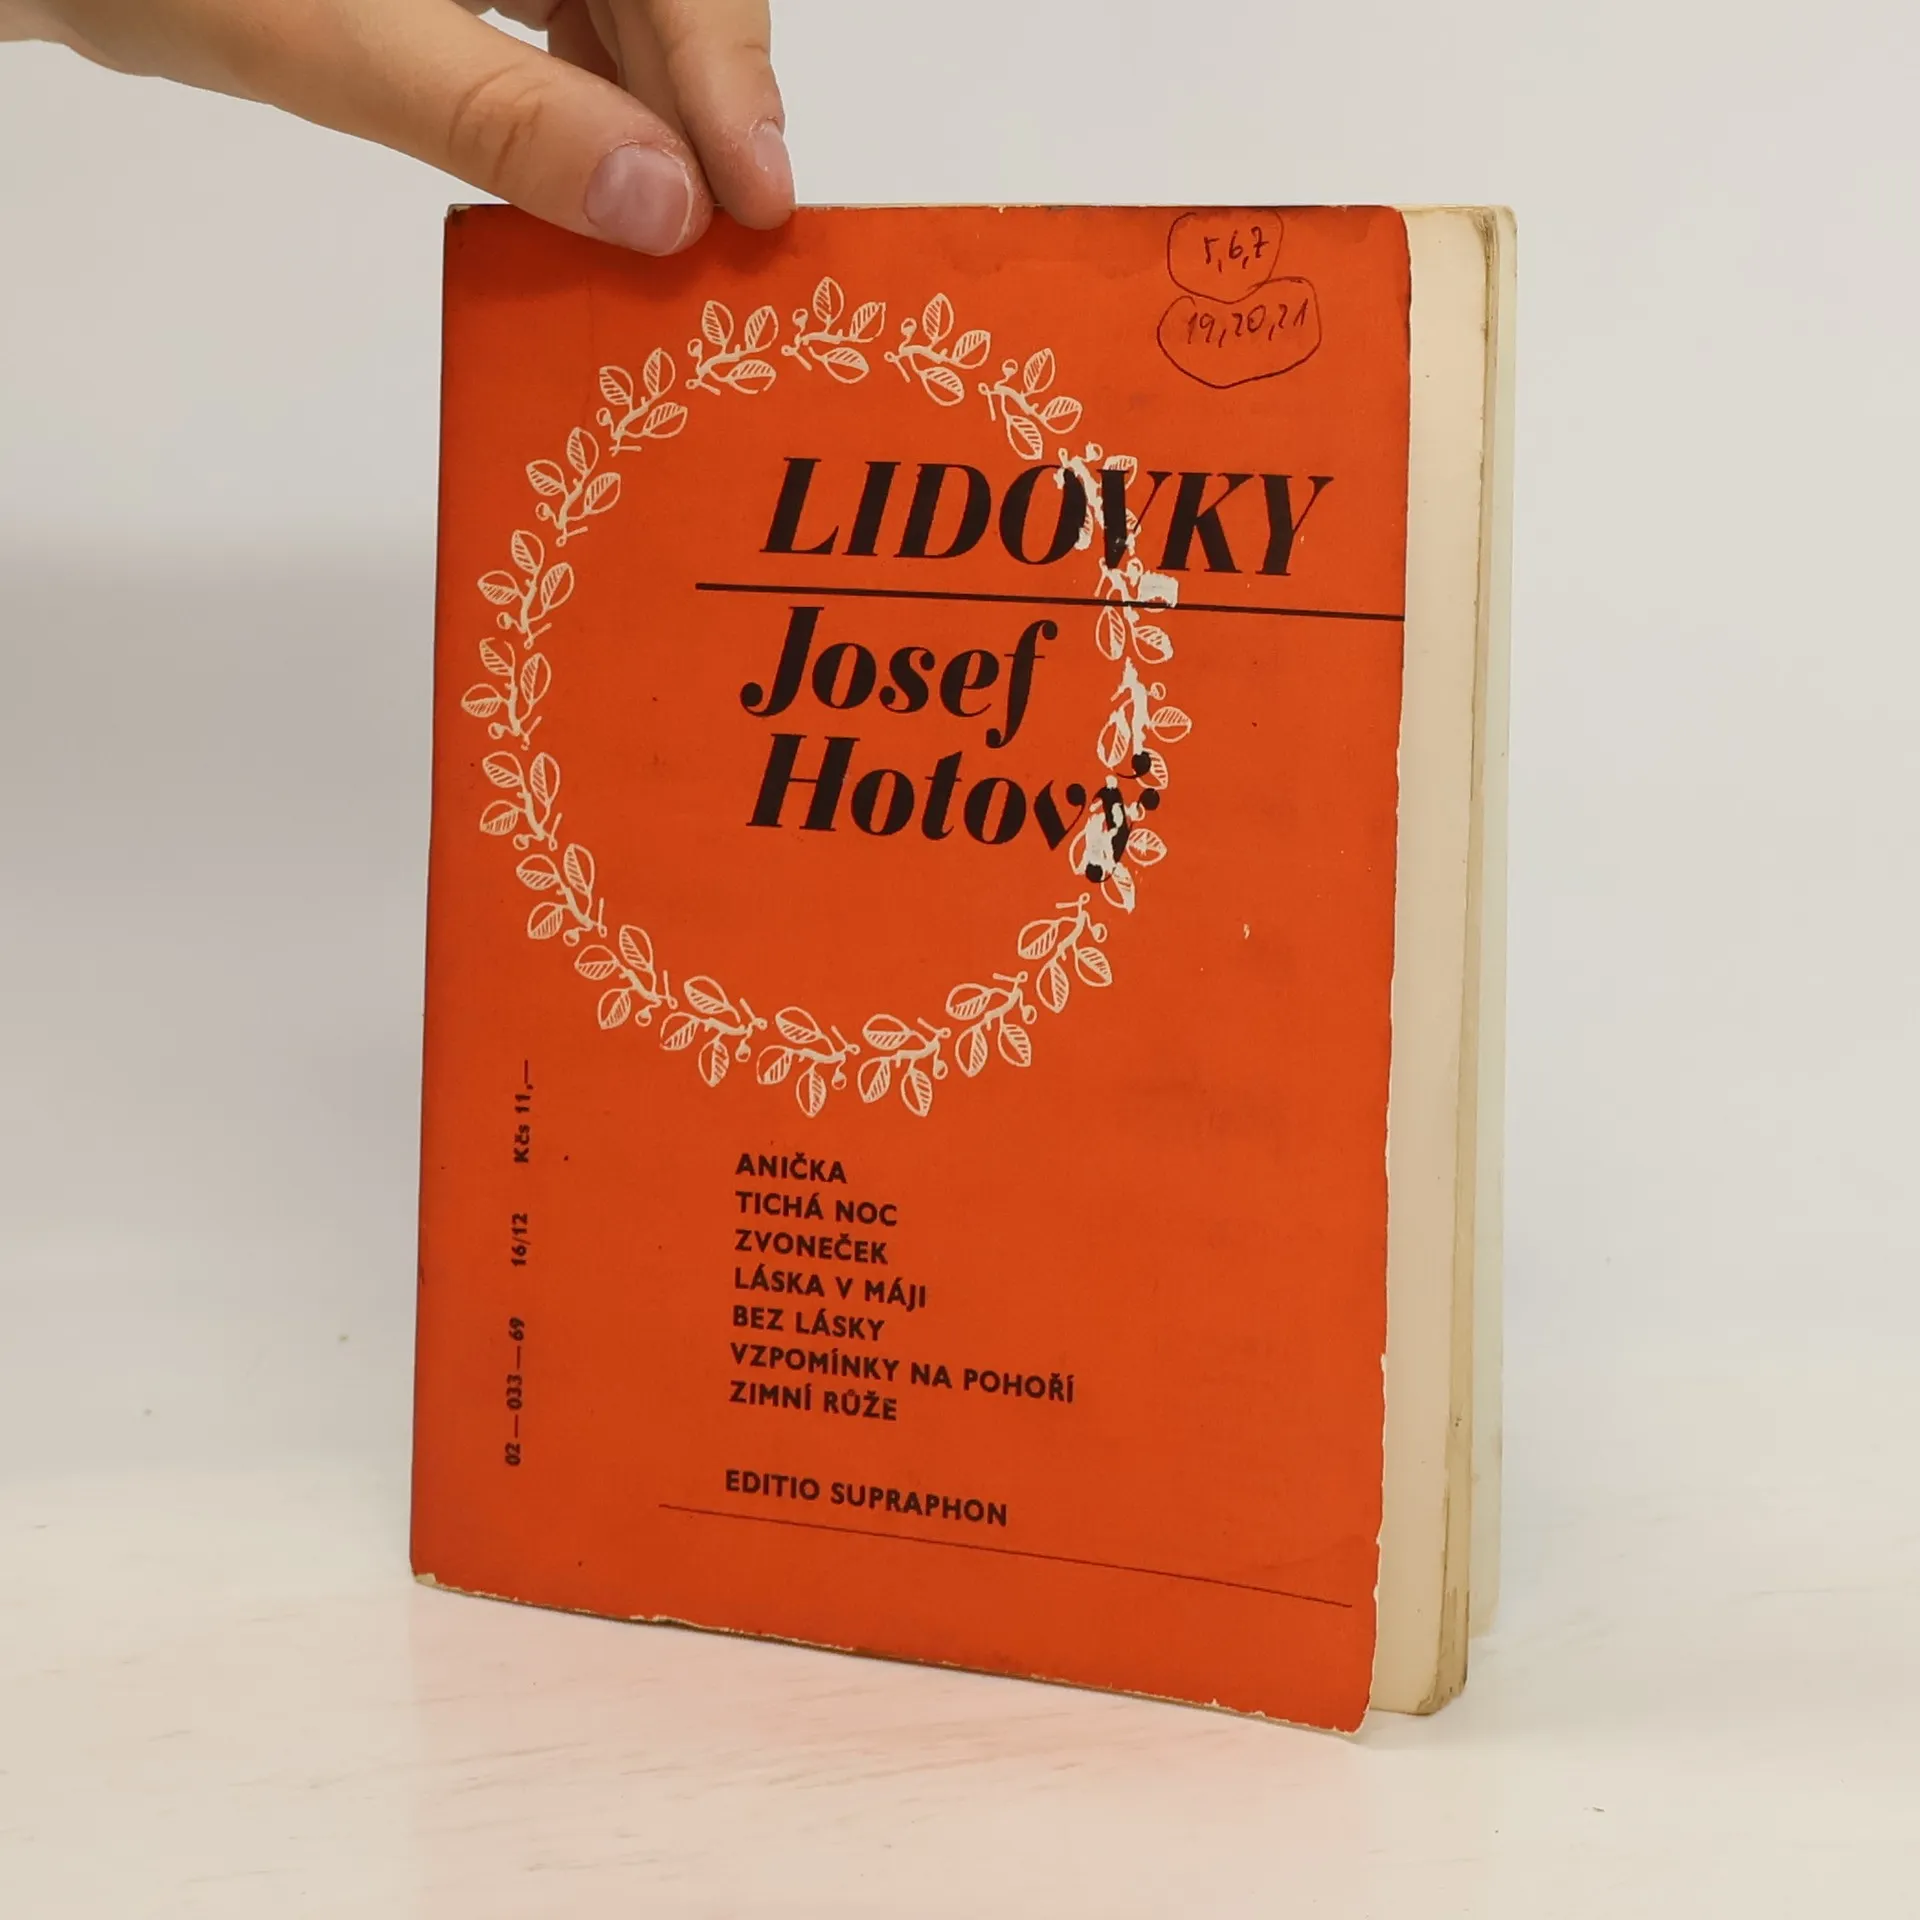 5,6,7
19,20,21
LIDOVKY
Josef
Hotový
ANIČKA
TICHÁ NOC
ZVONEČEK
LÁSKA V MÁJI
BEZ LÁSKY
VZPOMÍNKY NA POHOŘÍ
ZIMNÍ RŮŽE
EDITIO SUPRAPHON
02—033—69 16/12 Kčs 11,—